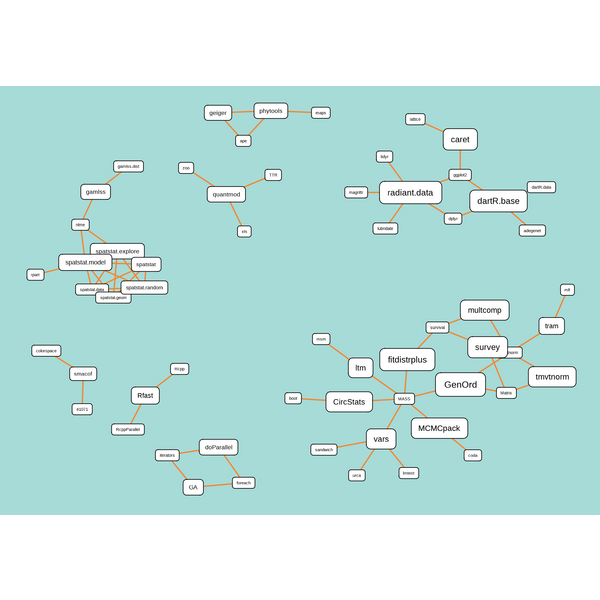 geiger
phytools
maps
ape
lattice
caret
tidyr
ggplot2
magrittr
radiant.data
dartR.base
dartR.data
dplyr
lubridate
adegenet
gamlss.dist
gamlss
zoo
TTR
quantmod
xts
nlme
spatstat.explore
spatstat.model
spatstat
rpart
spatstat.data
spatstat.random
spatstat.geom
mlt
multcomp
survival
tram
msm
survey
fitdistrplus
ltm
GenOrd
tmvtnorm
Matrix
boot
CircStats
MASS
MCMCpack
vars
sandwich
coda
urca
lmtest
colorspace
smacof
e1071
Rcpp
Rfast
RcppParallel
iterators
doParallel
GA
foreach